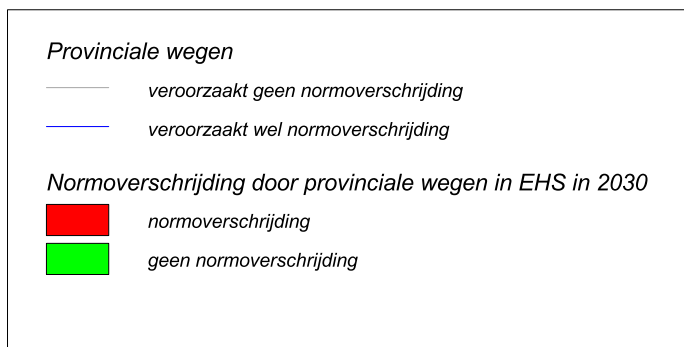 Provinciale wegen
veroorzaakt geen normoverschrijding
veroorzaakt wel normoverschrijding
Normoverschrijding door provinciale wegen in EHS in 2030
normoverschrijding
geen normoverschrijding